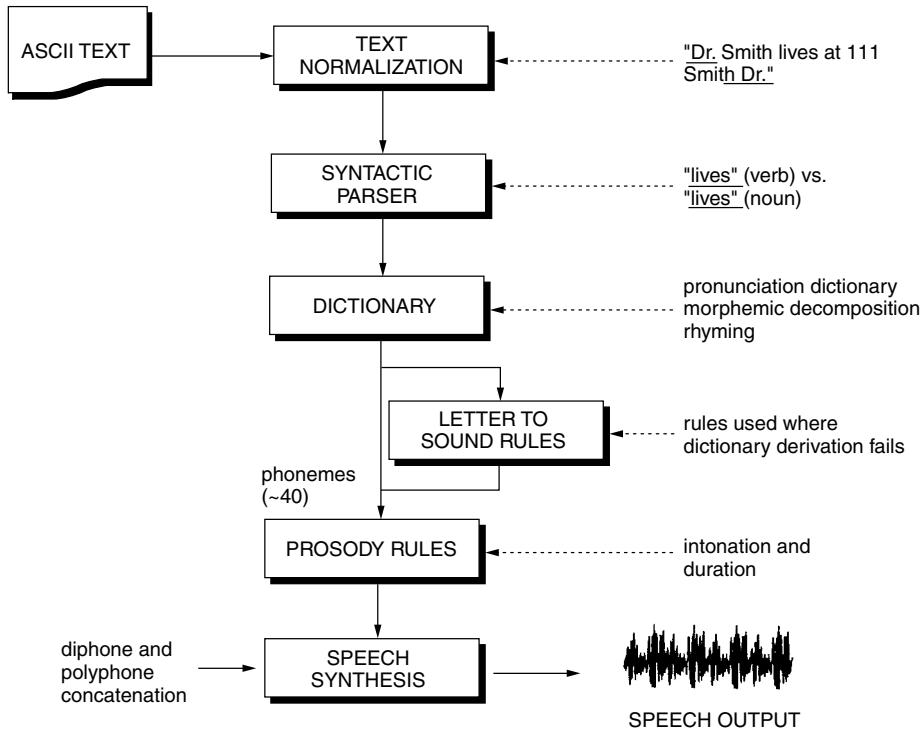 ASCII TEXT
TEXT
NORMALIZATION
"Dr. Smith lives at 111
Smith Dr."
SYNTACTIC
PARSER
"lives" (verb) vs.
"lives" (noun)
DICTIONARY
pronunciation dictionary
morphemic decomposition
rhyming
LETTER TO
SOUND RULES
rules used where
dictionary derivation fails
phonemes
(~40)
PROSODY RULES
intonation and
duration
diphone and
polyphone
concatenation
SPEECH
SYNTHESIS
SPEECH OUTPUT